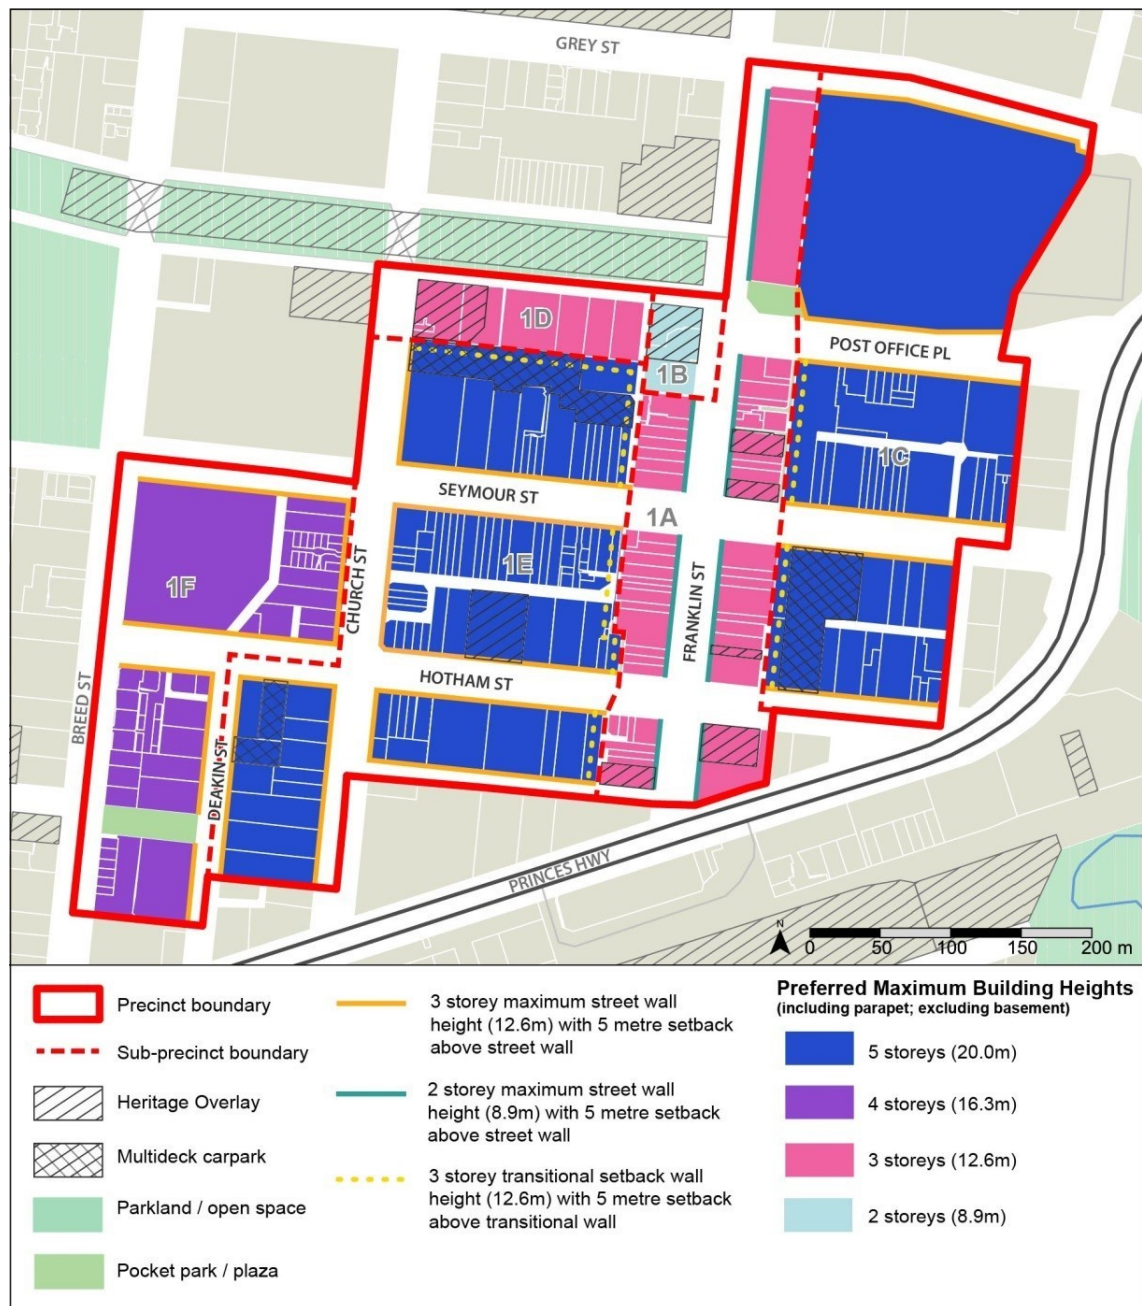 GREY ST
1D
POST OFFICE PL
1B
1C
SEYMOUR ST
1A
1E
1F
CHURCH ST
FRANKLIN ST
HOTHAM ST
BREED ST
DEAKIN ST
PRINCES HWY
N
0 50 100 150 200 m
Precinct boundary
Sub-precinct boundary
Heritage Overlay
Multideck carpark
Parkland / open space
Pocket park / plaza
3 storey maximum street wall
height (12.6m) with 5 metre setback
above street wall
2 storey maximum street wall
height (8.9m) with 5 metre setback
above street wall
3 storey transitional setback wall
height (12.6m) with 5 metre setback
above transitional wall
Preferred Maximum Building Heights
(including parapet; excluding basement)
5 storeys (20.0m)
4 storeys (16.3m)
3 storeys (12.6m)
2 storeys (8.9m)